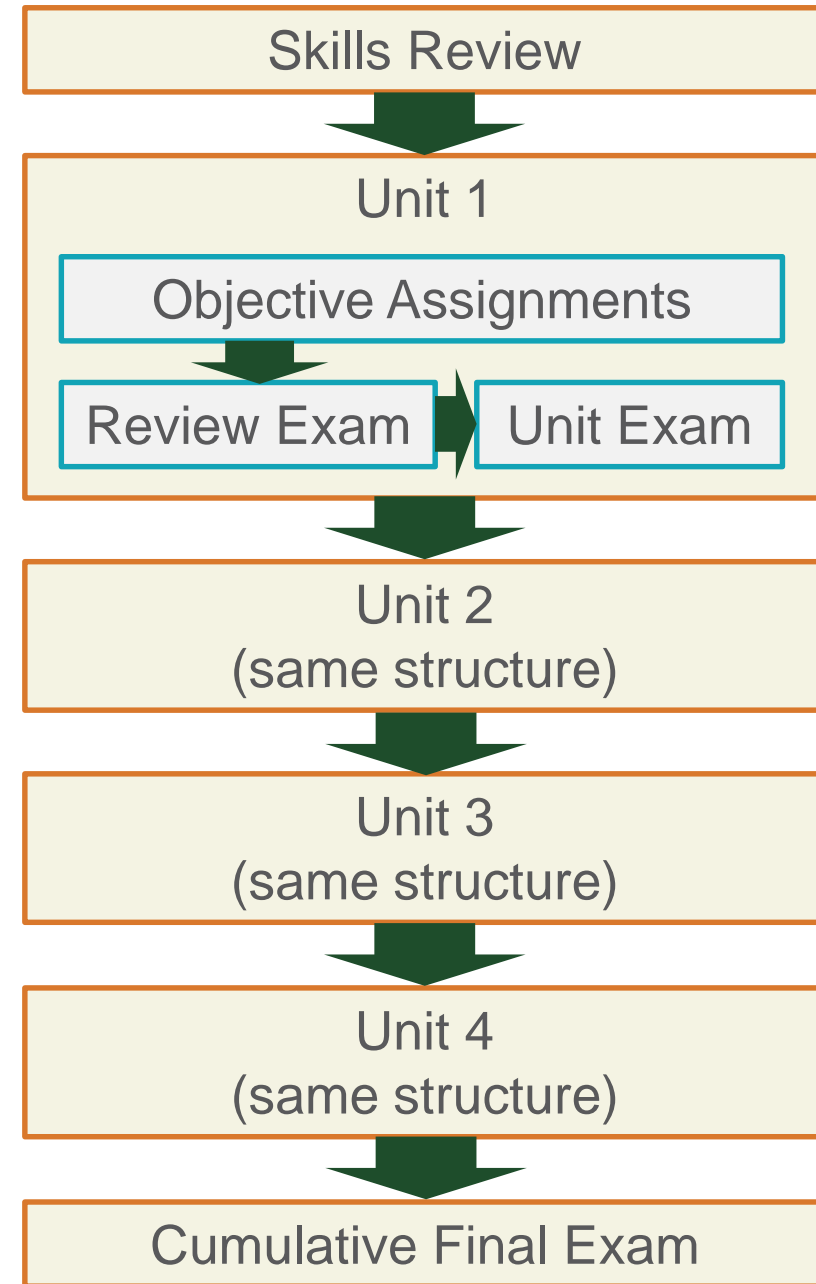 Skills Review
Unit 1
Objective Assignments
Review Exam
Unit Exam
Unit 2
(same structure)
Unit 3
(same structure)
Unit 4
(same structure)
Cumulative Final Exam